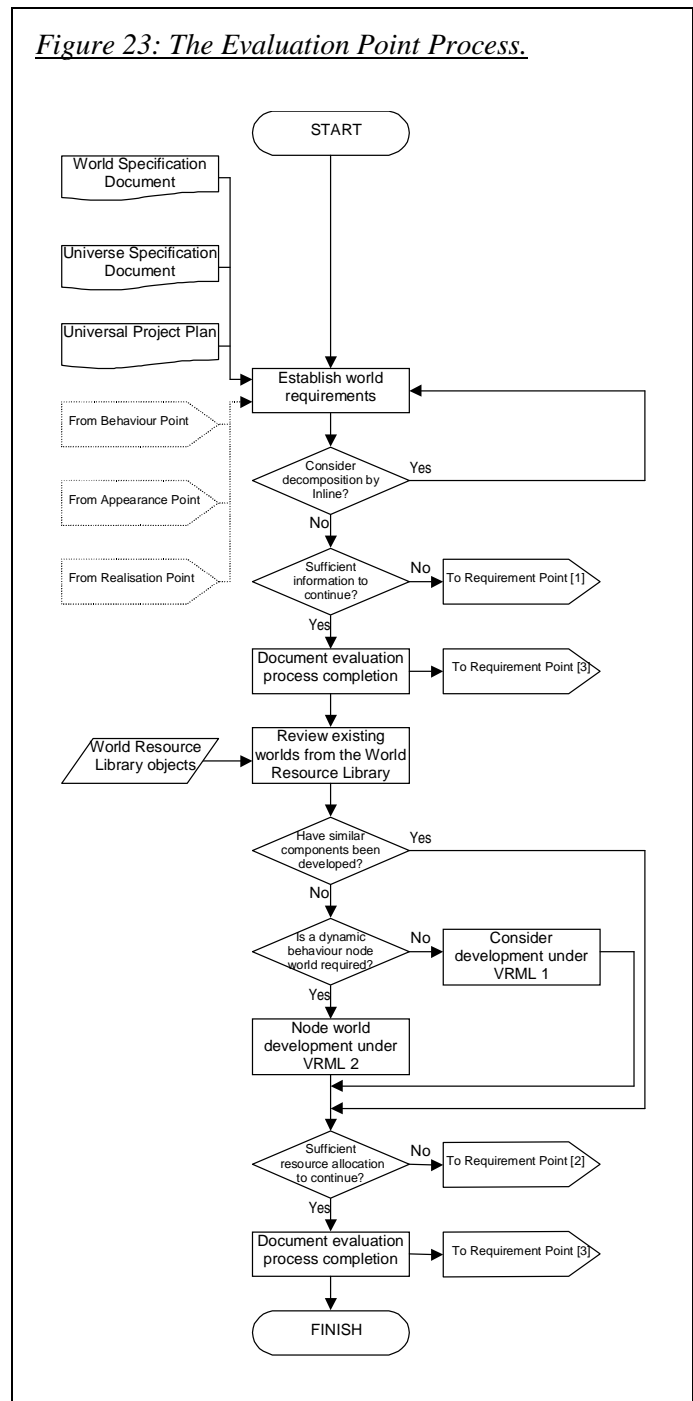 Figure 23: The Evaluation Point Process.
START
World Specification
Document
Universe Specification
Document
Universal Project Plan
Establish world
requirements
From Behaviour Point
Consider
decomposition by
Inline?
Yes
From Appearance Point
No
From Realisation Point
Sufficient
information to
continue?
No
To Requirement Point [1]
Yes
Document evaluation
process completion
To Requirement Point [3]
World Resource
Library objects
Review existing
worlds from the World
Resource Library
Have similar
components been
developed?
Yes
No
Is a dynamic
behaviour node
world required?
No
Consider
development under
VRML 1
Yes
Node world
development under
VRML 2
Sufficient
resource allocation
to continue?
No
To Requirement Point [2]
Yes
Document evaluation
process completion
To Requirement Point [3]
FINISH